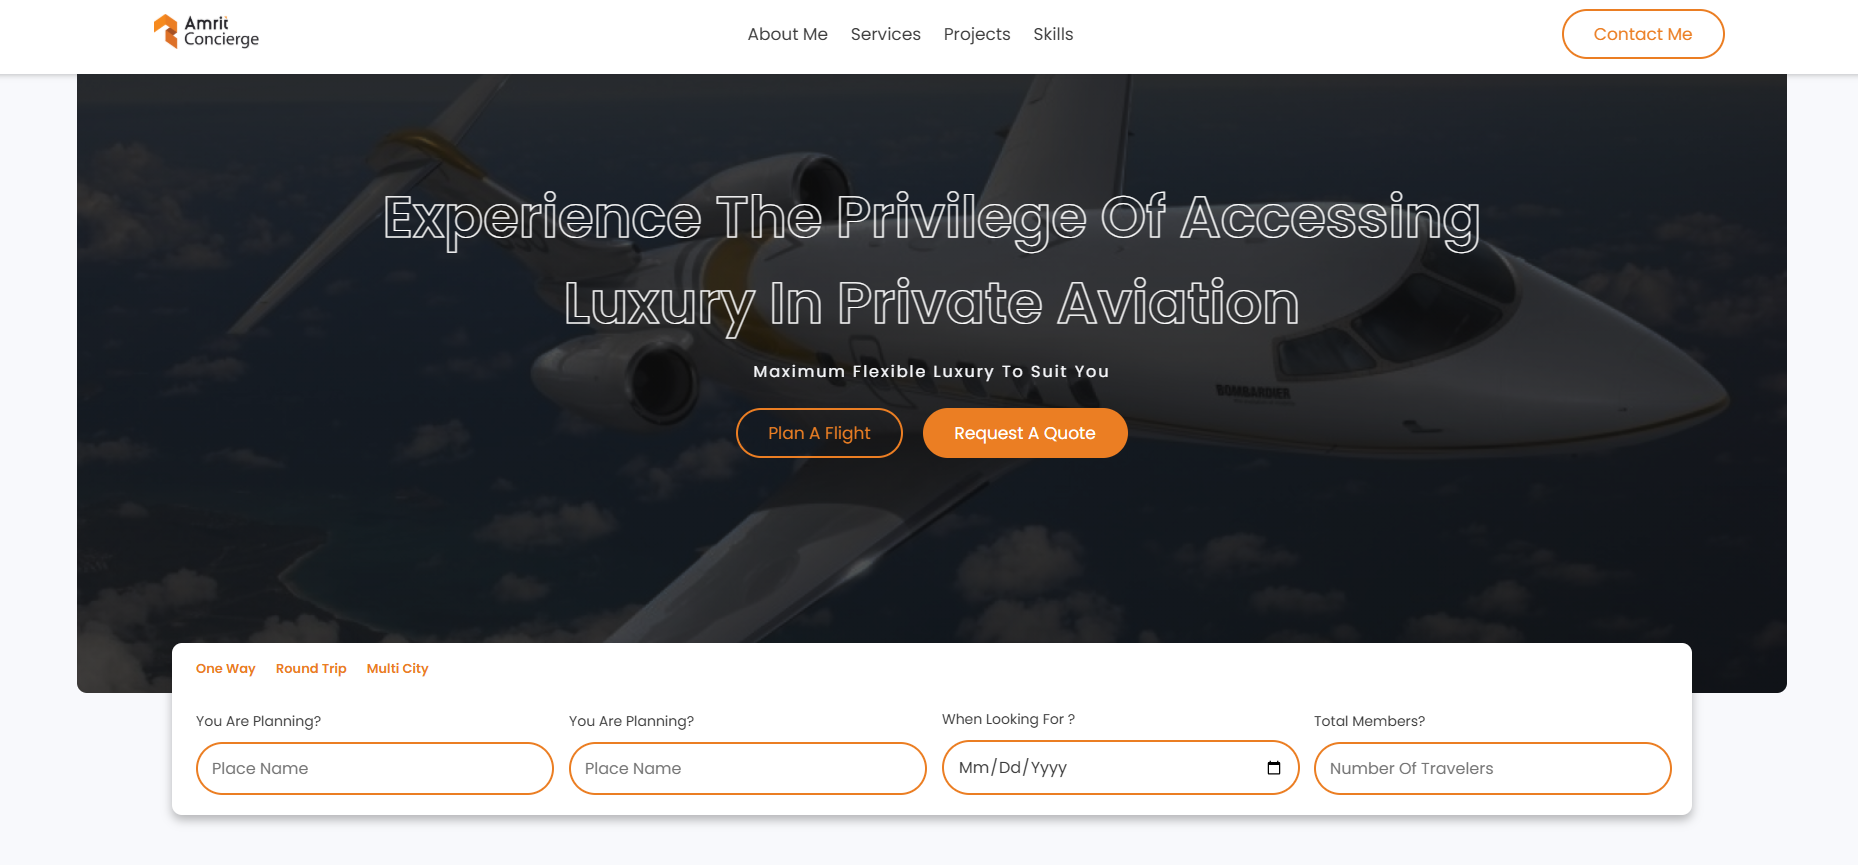 Amrit
Concierge
About Me Services Projects Skills
Contact Me
Experience The Privilege Of Accessing
Luxury In Private Aviation
Maximum Flexible Luxury To Suit You
BOMBARDIER
Plan A Flight Request A Quote
One Way Round Trip Multi City
You Are Planning? You Are Planning? When Looking For ? Total Members?
Place Name Place Name Mm/Dd/Yyyy Number Of Travelers